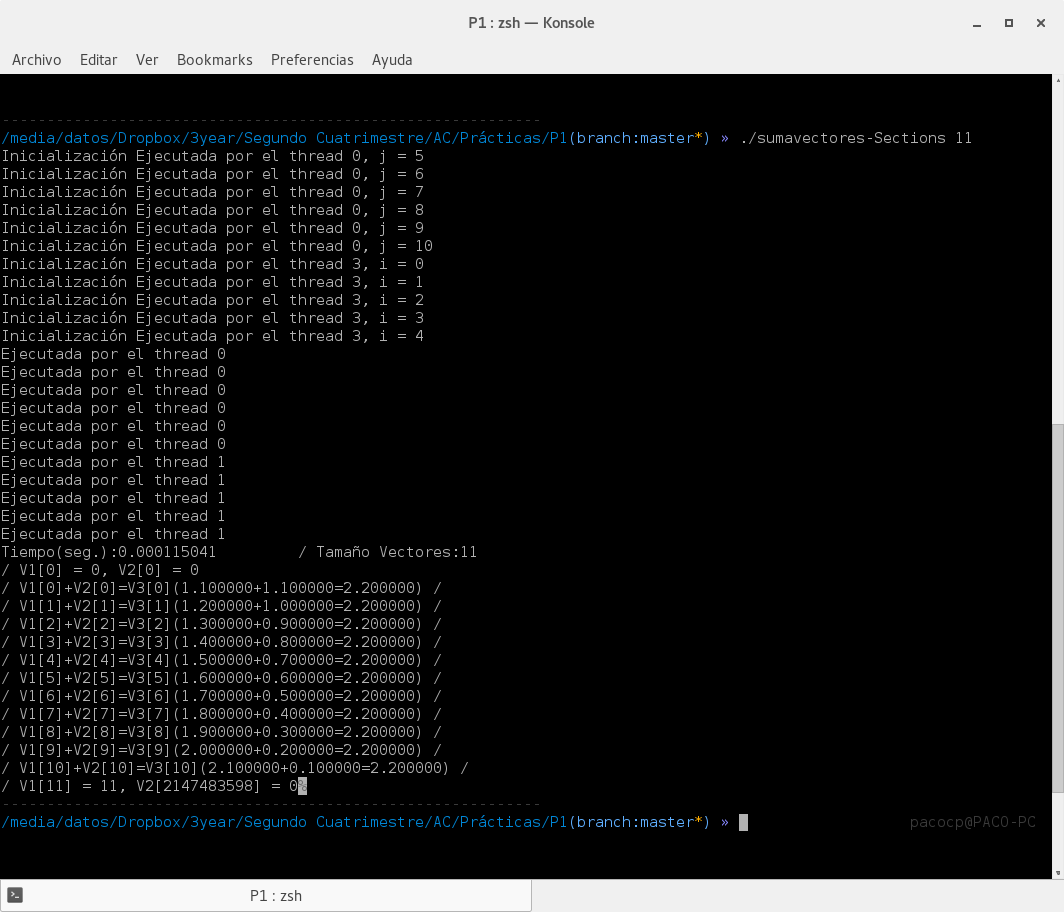 P1 : zsh — Konsole
Archivo Editar Ver Bookmarks Preferencias Ayuda
------------------------------------------------------------
/media/datos/Dropbox/3year/Segundo Cuatrimestre/AC/Prácticas/P1(branch:master*) » ./sumavectores-Sections 11
Inicialización Ejecutada por el thread 0, j = 5
Inicialización Ejecutada por el thread 0, j = 6
Inicialización Ejecutada por el thread 0, j = 7
Inicialización Ejecutada por el thread 0, j = 8
Inicialización Ejecutada por el thread 0, j = 9
Inicialización Ejecutada por el thread 0, j = 10
Inicialización Ejecutada por el thread 3, i = 0
Inicialización Ejecutada por el thread 3, i = 1
Inicialización Ejecutada por el thread 3, i = 2
Inicialización Ejecutada por el thread 3, i = 3
Inicialización Ejecutada por el thread 3, i = 4
Ejecutada por el thread 0
Ejecutada por el thread 0
Ejecutada por el thread 0
Ejecutada por el thread 0
Ejecutada por el thread 0
Ejecutada por el thread 0
Ejecutada por el thread 1
Ejecutada por el thread 1
Ejecutada por el thread 1
Ejecutada por el thread 1
Ejecutada por el thread 1
Tiempo(seg.):0.000115041         / Tamaño Vectores:11
/ V1[0] = 0, V2[0] = 0
/ V1[0]+V2[0]=V3[0](1.100000+1.100000=2.200000) /
/ V1[1]+V2[1]=V3[1](1.200000+1.000000=2.200000) /
/ V1[2]+V2[2]=V3[2](1.300000+0.900000=2.200000) /
/ V1[3]+V2[3]=V3[3](1.400000+0.800000=2.200000) /
/ V1[4]+V2[4]=V3[4](1.500000+0.700000=2.200000) /
/ V1[5]+V2[5]=V3[5](1.600000+0.600000=2.200000) /
/ V1[6]+V2[6]=V3[6](1.700000+0.500000=2.200000) /
/ V1[7]+V2[7]=V3[7](1.800000+0.400000=2.200000) /
/ V1[8]+V2[8]=V3[8](1.900000+0.300000=2.200000) /
/ V1[9]+V2[9]=V3[9](2.000000+0.200000=2.200000) /
/ V1[10]+V2[10]=V3[10](2.100000+0.100000=2.200000) /
/ V1[11] = 11, V2[2147483598] = 0%
------------------------------------------------------------
/media/datos/Dropbox/3year/Segundo Cuatrimestre/AC/Prácticas/P1(branch:master*) » pacocp@PACO-PC
P1 : zsh